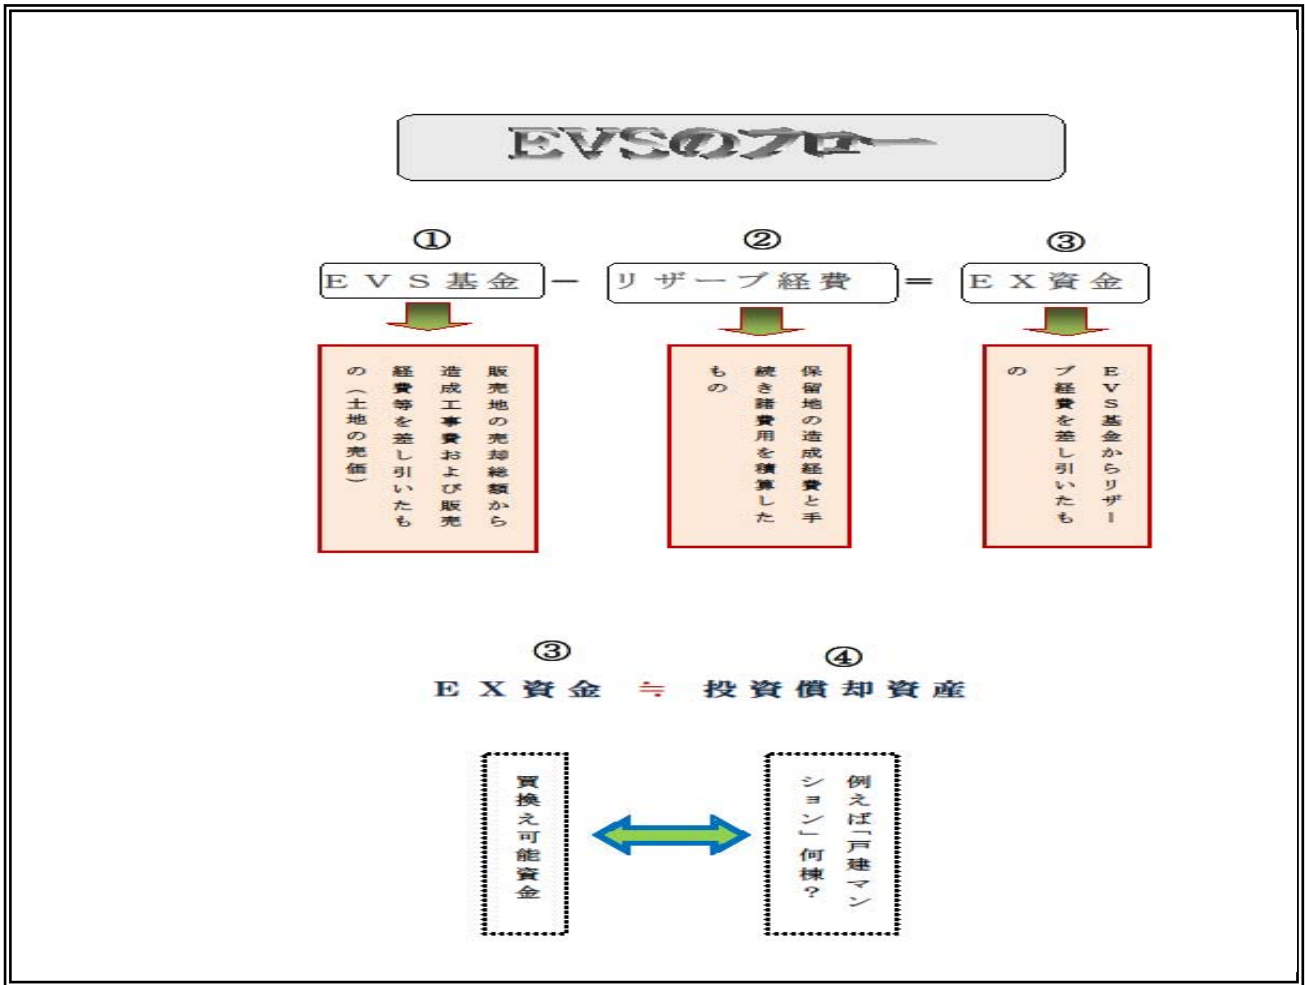 EVSのフロー
① ② ③
EVS基金 － リザーブ経費 ＝ EX資金
販売地の売却総額から
造成工事費および販売
経費等を差し引いたも
の（土地の売価）
保留地の造成経費と手
続き諸費用を積算した
もの
EVS基金からリザー
ブ経費を差し引いたも
の
③ ④
EX資金 ≒ 投資償却資産
買換え可能資金
例えば「戸建マン
ション」何棟？